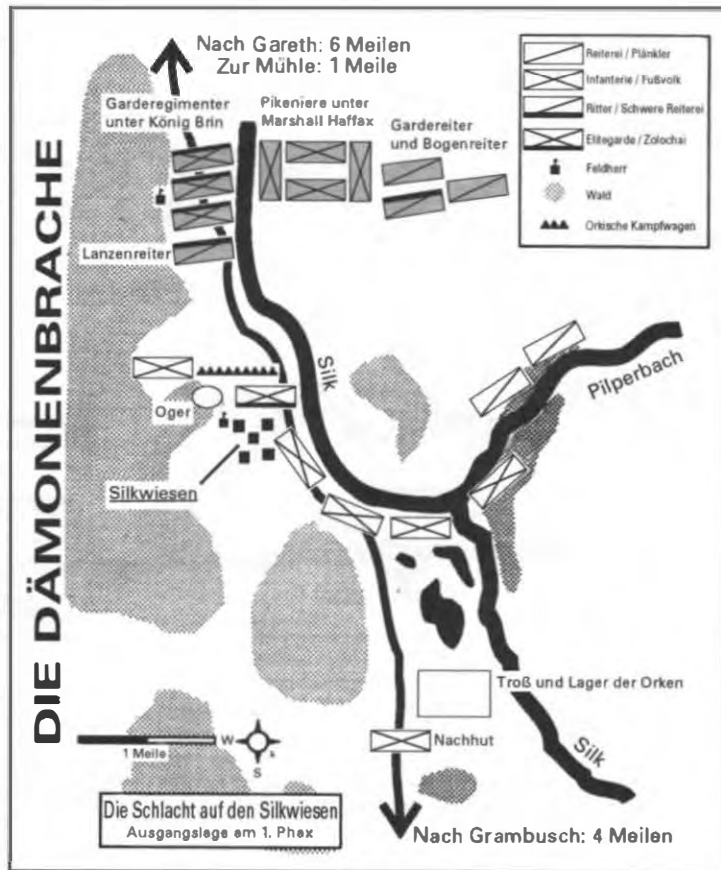 DIE DÄMONENBRACHE
Nach Gareth: 6 Meilen
Zur Mühle: 1 Meile
Garderegimenter
unter König Brin
Pikeniere unter
Marshall Haffax
Gardereiter
und Bogenreiter
Reiterei / Plänkler
Infanterie / Fußvolk
Ritter / Schwere Reiterei
Elitegarde / Zolochai
Feldherr
Wald
Orkische Kampfwagen
Lanzenreiter
Silk
Pilperbach
Oger
Silkwiesen
Troß und Lager der Orken
Nachhut
Silk
1 Meile
W
S
Die Schlacht auf den Silkwiesen
Ausgangslage am 1. Phex
Nach Grambusch: 4 Meilen